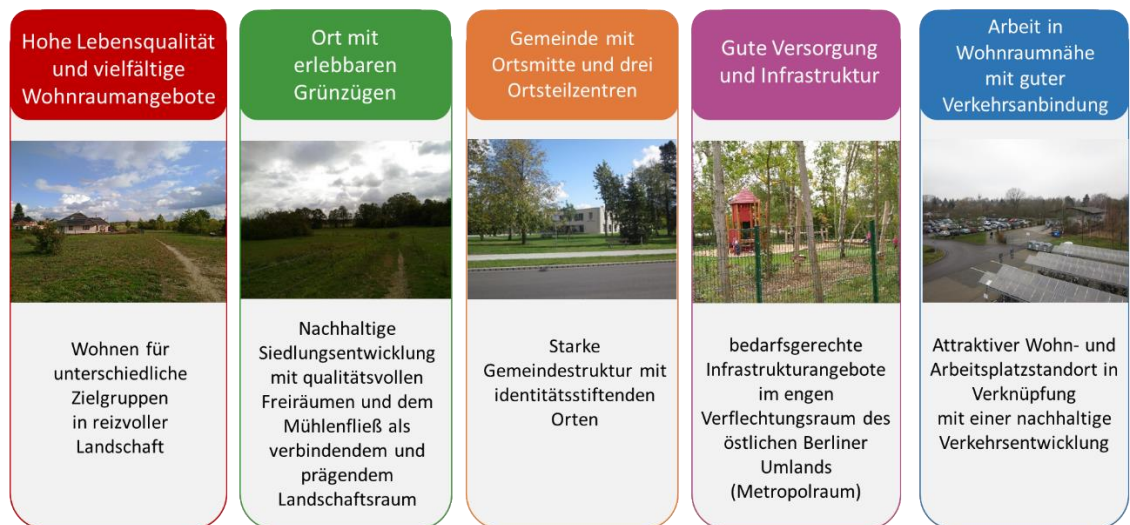 Hohe Lebensqualität
und vielfältige
Wohnraumangebote
Wohnen für
unterschiedliche
Zielgruppen
in reizvoller
Landschaft
Ort mit
erlebbaren
Grünzügen
Nachhaltige
Siedlungsentwicklung
mit qualitätsvollen
Freiräumen und dem
Mühlenfließ als
verbindendem und
prägendem
Landschaftsraum
Gemeinde mit
Ortsmitte und drei
Ortsteilzentren
Starke
Gemeindestruktur mit
identitätsstiftenden
Orten
Gute Versorgung
und Infrastruktur
bedarfsgerechte
Infrastrukturangebote
im engen
Verflechtungsraum des
östlichen Berliner
Umlands
(Metropolraum)
Arbeit in
Wohnraumnähe
mit guter
Verkehrsanbindung
Attraktiver Wohn- und
Arbeitsplatzstandort in
Verknüpfung
mit einer nachhaltige
Verkehrsentwicklung